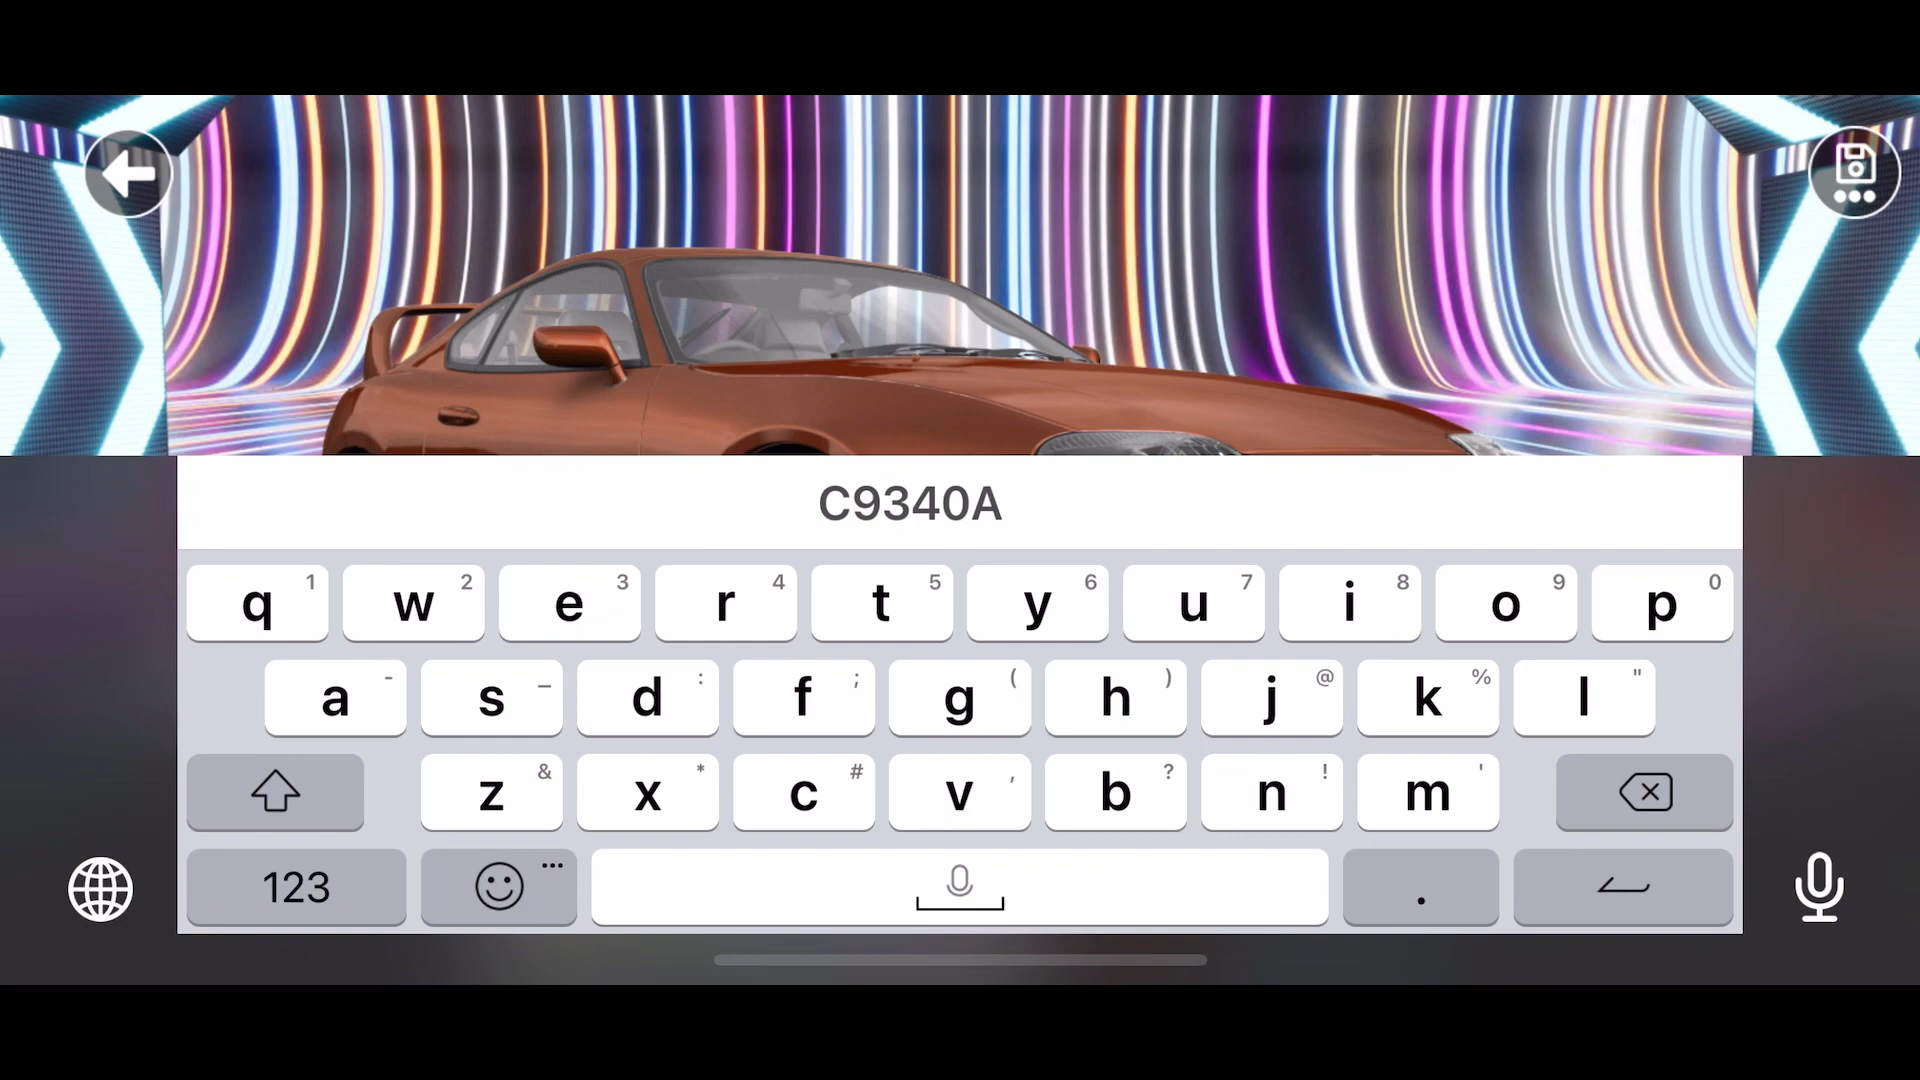 C9340A
q 1 w 2 e 3 r 4 t 5 y 6 u 7 i 8 o 9 p 0
a - s _ d : f ; g ( h ) j @ k % l "
z & x * c # v , b ? n ! m '
123 .